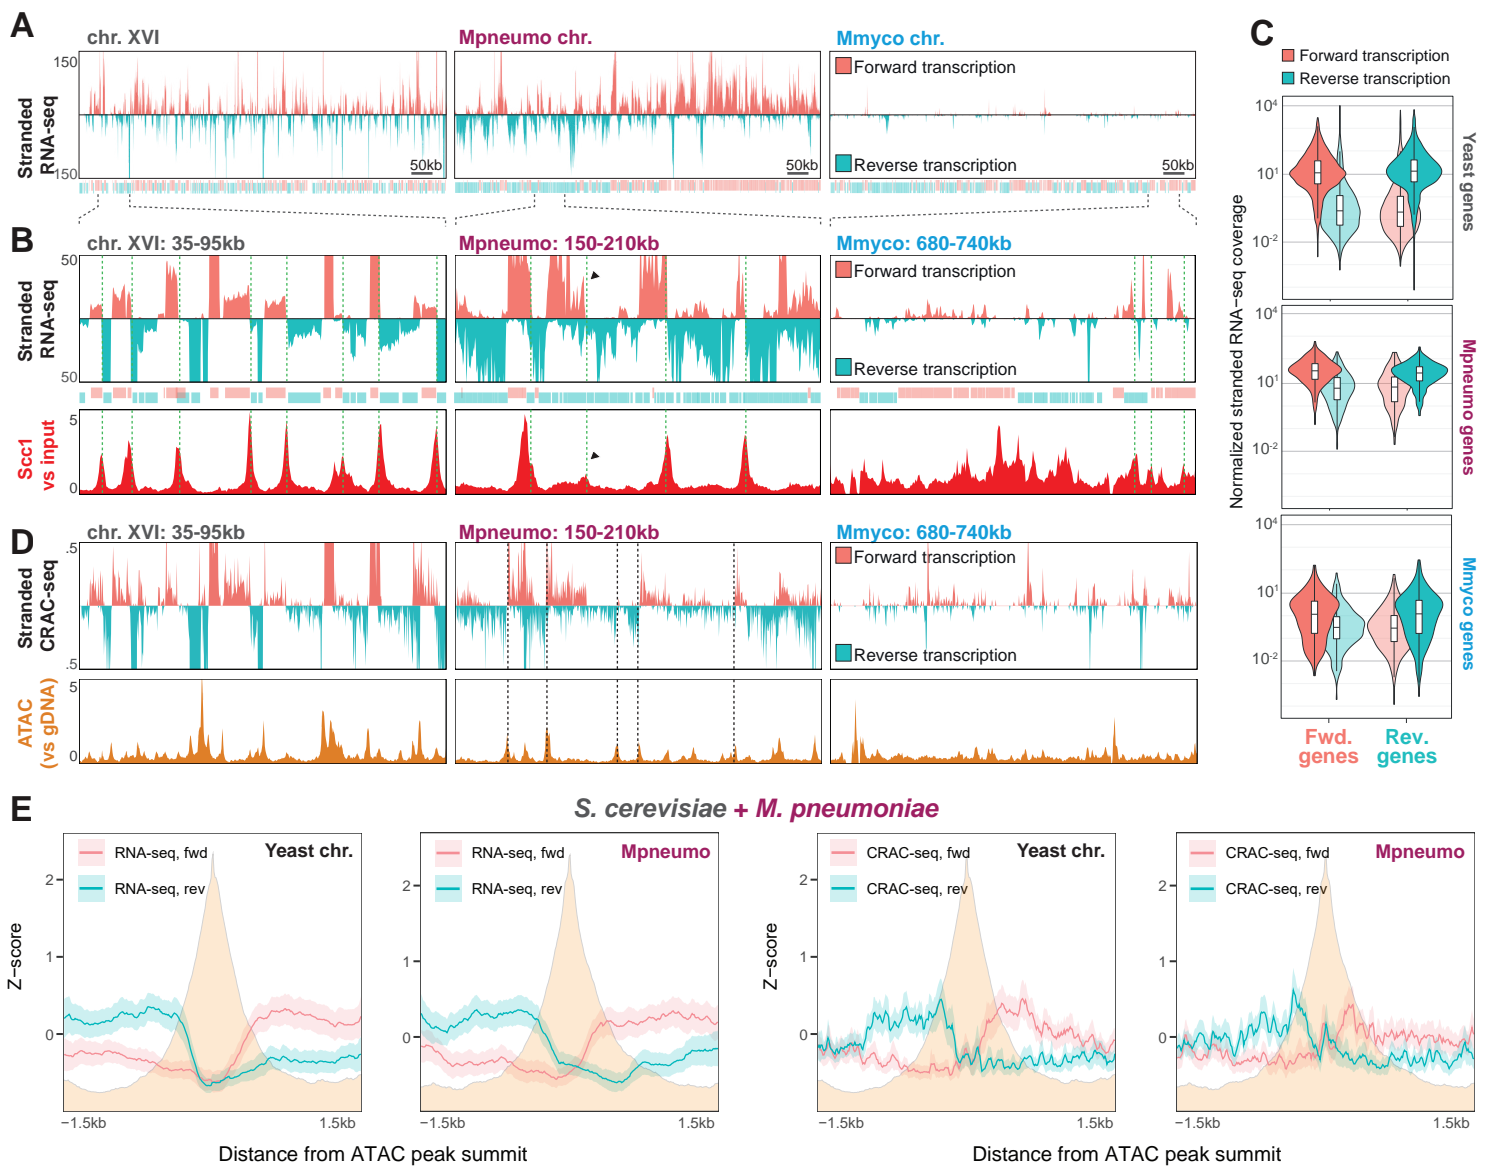 A
chr. XVI
Mpneumo chr.
Mmyco chr.
Stranded
RNA-seq
150
150
50kb
50kb
Forward transcription
Reverse transcription
50kb
B
chr. XVI: 35-95kb
Mpneumo: 150-210kb
Mmyco: 680-740kb
Stranded
RNA-seq
50
50
Forward transcription
Reverse transcription
Scc1
vs input
5
0
C
Forward transcription
Reverse transcription
Normalized stranded RNA−seq coverage
10⁴
10¹
10⁻²
Yeast genes
10⁴
10¹
10⁻²
Mpneumo genes
10⁴
10¹
10⁻²
Mmyco genes
Fwd.
genes
Rev.
genes
D
chr. XVI: 35-95kb
Mpneumo: 150-210kb
Mmyco: 680-740kb
Stranded
CRAC-seq
.5
.5
Forward transcription
Reverse transcription
ATAC
(vs gDNA)
5
0
E
S. cerevisiae + M. pneumoniae
Z−score
2
1
0
RNA-seq, fwd
RNA-seq, rev
Yeast chr.
−1.5kb
1.5kb
2
1
0
RNA-seq, fwd
RNA-seq, rev
Mpneumo
−1.5kb
1.5kb
Distance from ATAC peak summit
Z−score
2
1
0
CRAC-seq, fwd
CRAC-seq, rev
Yeast chr.
−1.5kb
1.5kb
2
1
0
CRAC-seq, fwd
CRAC-seq, rev
Mpneumo
−1.5kb
1.5kb
Distance from ATAC peak summit